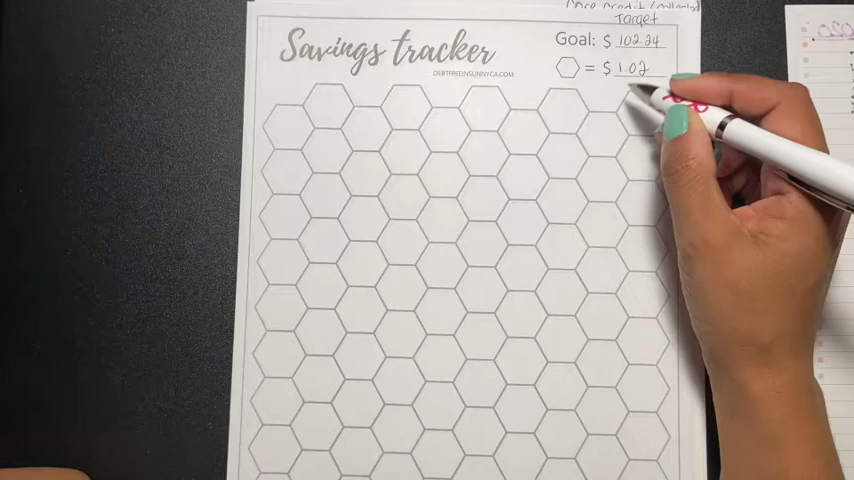 Target
Savings tracker
Goal: $ 102.24
= $ 1.02
DEBTFREEINSUNNYCA.COM